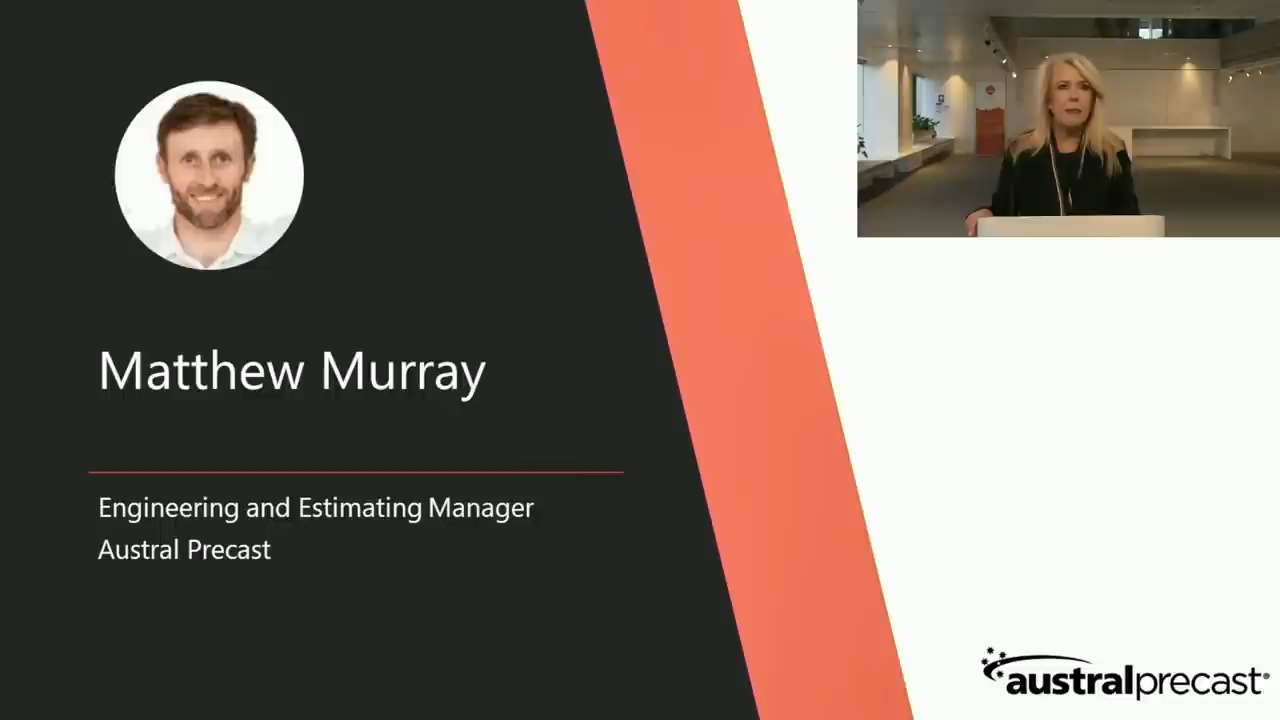 Matthew Murray
Engineering and Estimating Manager
Austral Precast
australprecast®